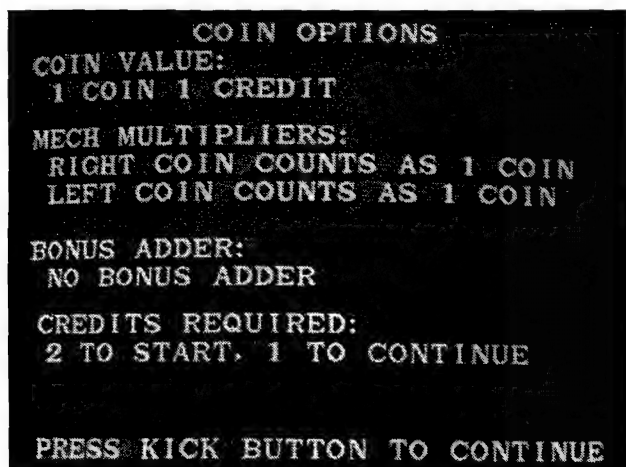 COIN OPTIONS
COIN VALUE:
1 COIN 1 CREDIT
MECH MULTIPLIERS:
RIGHT COIN COUNTS AS 1 COIN
LEFT COIN COUNTS AS 1 COIN
BONUS ADDER:
NO BONUS ADDER
CREDITS REQUIRED:
2 TO START, 1 TO CONTINUE
PRESS KICK BUTTON TO CONTINUE